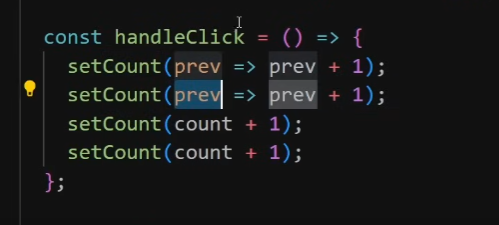 const handleClick = () => {
setCount(prev => prev + 1);
setCount(prev => prev + 1);
setCount(count + 1);
setCount(count + 1);
};